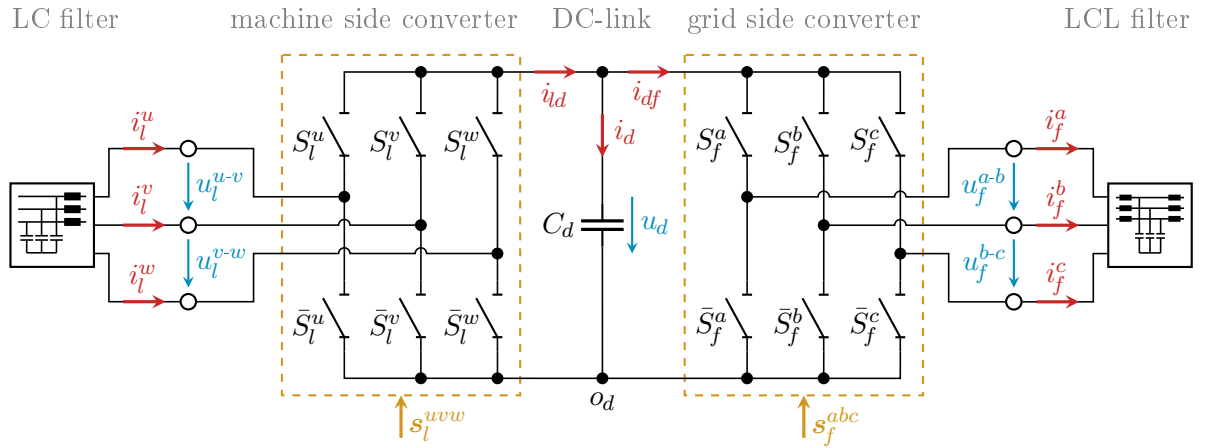 LC filter machine side converter DC-link grid side converter LCL filter
i_{ld} i_{df}
i_l^u S_l^u S_l^v S_l^w i_d S_f^a S_f^b S_f^c i_f^a
u_l^{u-v} u_f^{a-b}
i_l^v C_d u_d i_f^b
u_l^{v-w} u_f^{b-c}
i_l^w i_f^c
S̄_l^u S̄_l^v S̄_l^w S̄_f^a S̄_f^b S̄_f^c
o_d
s_l^{uvw} s_f^{abc}